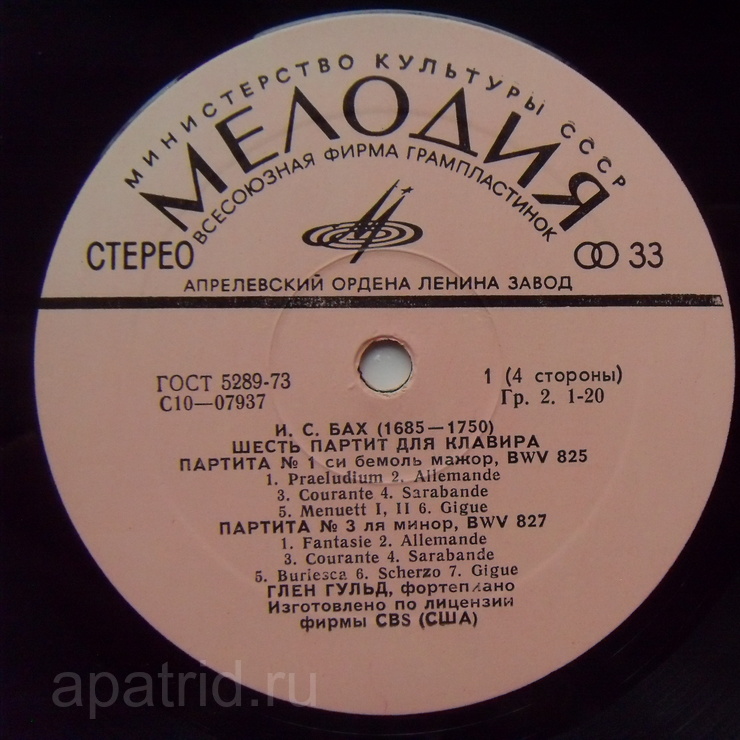 МИНИСТЕРСТВО КУЛЬТУРЫ СССР
МЕЛОДИЯ
ВСЕСОЮЗНАЯ ФИРМА ГРАМПЛАСТИНОК
СТЕРЕО
33
АПРЕЛЕВСКИЙ ОРДЕНА ЛЕНИНА ЗАВОД
ГОСТ 5289-73
1 (4 стороны)
С10—07937
Гр. 2. 1-20
И. С. БАХ (1685—1750)
ШЕСТЬ ПАРТИТ ДЛЯ КЛАВИРА
ПАРТИТА № 1 си бемоль мажор, BWV 825
1. Praeludium 2. Allemande
3. Courante 4. Sarabande
5. Menuett I, II 6. Gigue
ПАРТИТА № 3 ля минор, BWV 827
1. Fantasie 2. Allemande
3. Courante 4. Sarabande
5. Burlesca 6. Scherzo 7. Gigue
ГЛЕН ГУЛЬД, фортепиано
Изготовлено по лицензии
фирмы CBS (США)
apatrid.ru